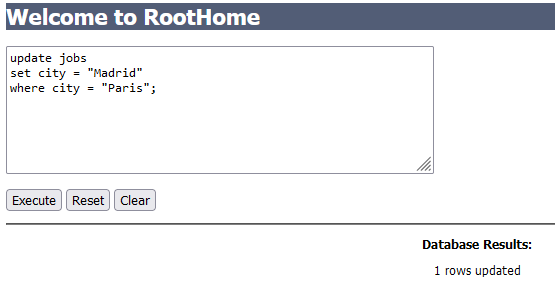 Welcome to RootHome
update jobs
set city = "Madrid"
where city = "Paris";
Execute Reset Clear
Database Results:
1 rows updated